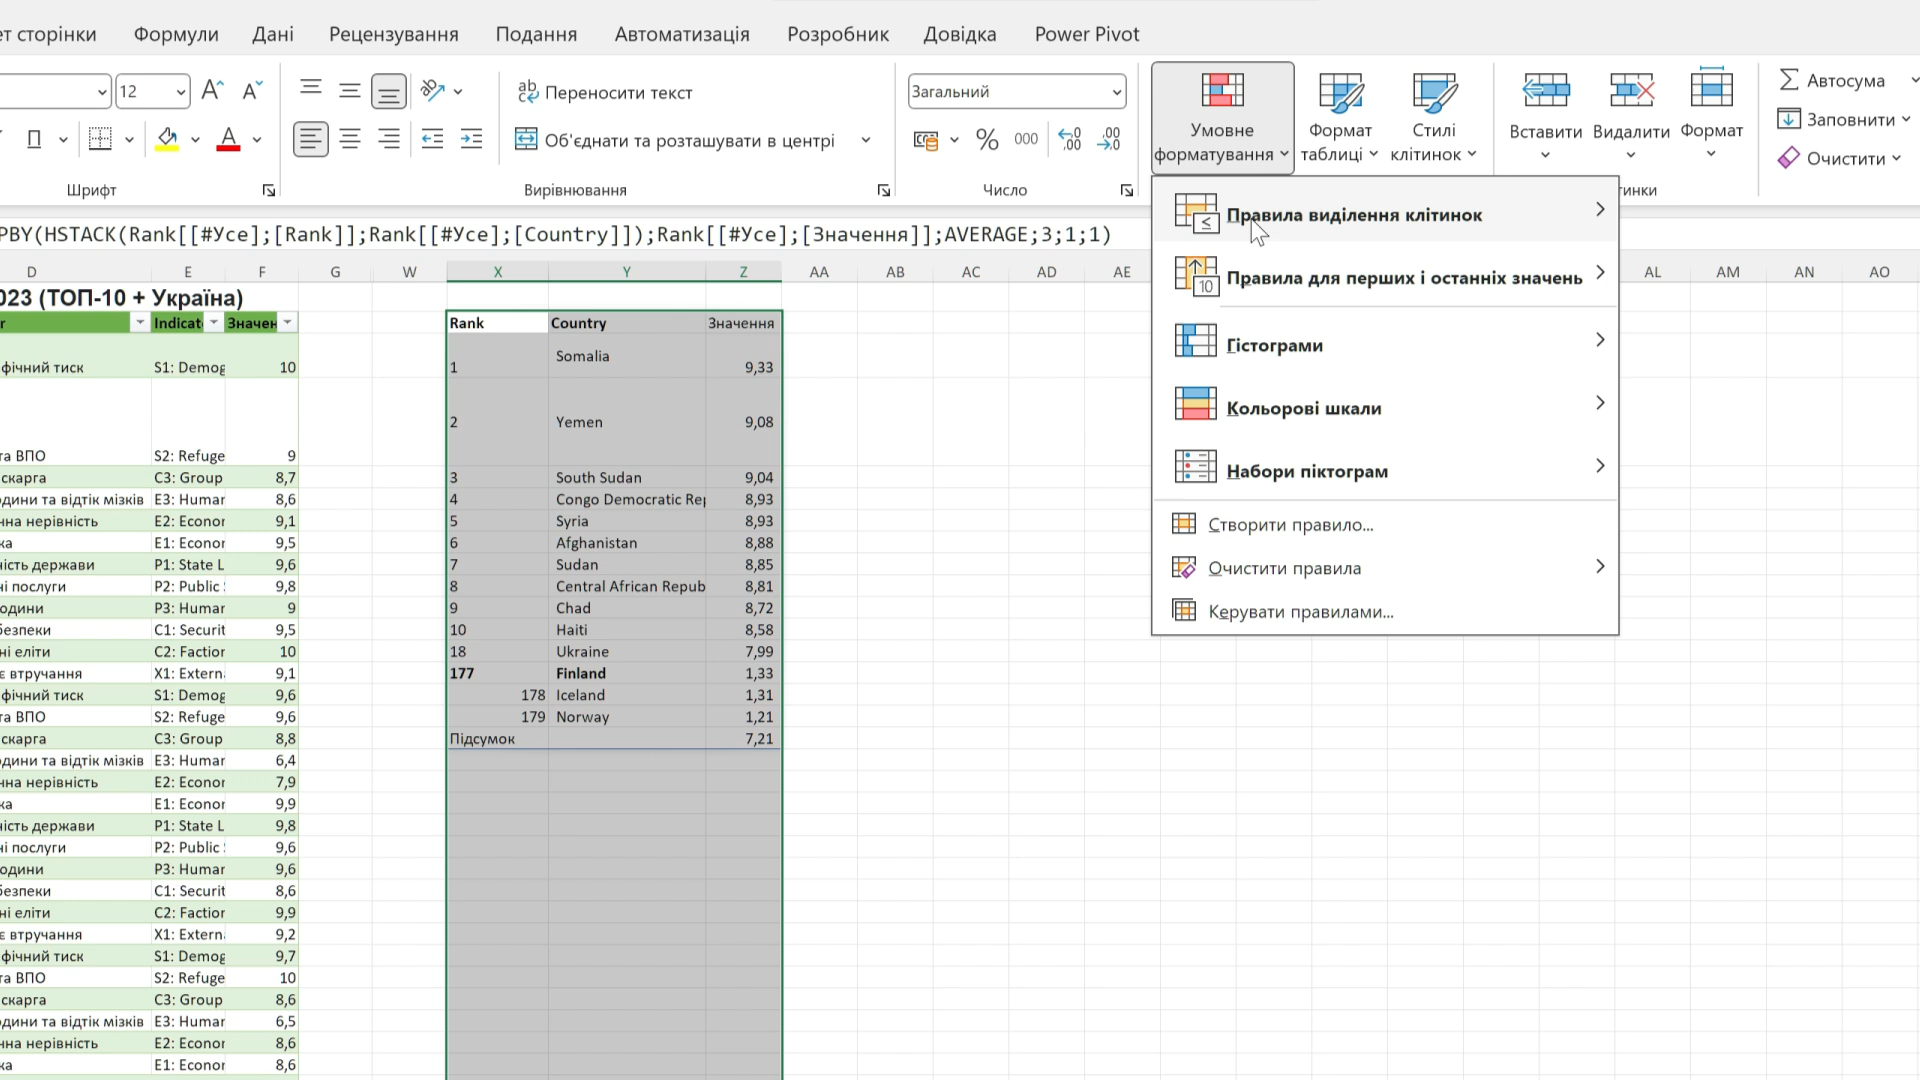 ет сторінки Формули Дані Рецензування Подання Автоматизація Розробник Довідка Power Pivot
12
Переносити текст
Об'єднати та розташувати в центрі
Загальний
% 000
Умовне форматування
Формат таблиці
Стилі клітинок
Вставити Видалити Формат
Автосума
Заповнити
Очистити
Шрифт Вирівнювання Число инки
PBY(HSTACK(Rank[[#Усе];[Rank]];Rank[[#Усе];[Country]]);Rank[[#Усе];[Значення]];AVERAGE;3;1;1)
Правила виділення клітинок
Правила для перших і останніх значень
Гістограми
Кольорові шкали
Набори піктограм
Створити правило...
Очистити правила
Керувати правилами...
D E F G W X Y Z AA AB AC AD AE AL AM AN AO
023 (ТОП-10 + Україна)
r Indicat Значен Rank Country Значення
фічний тиск S1: Demog 10 1 Somalia 9,33
2 Yemen 9,08
та ВПО S2: Refuge 9
скарга C3: Group 8,7 3 South Sudan 9,04
дини та відтік мізків E3: Humar 8,6 4 Congo Democratic Rep 8,93
чна нерівність E2: Econor 9,1 5 Syria 8,93
ка E1: Econor 9,5 6 Afghanistan 8,88
ність держави P1: State L 9,6 7 Sudan 8,85
ні послуги P2: Public 9,8 8 Central African Repub 8,81
одини P3: Humar 9 9 Chad 8,72
безпеки C1: Securit 9,5 10 Haiti 8,58
ні еліти C2: Faction 10 18 Ukraine 7,99
є втручання X1: Extern 9,1 177 Finland 1,33
фічний тиск S1: Demog 9,6 178 Iceland 1,31
та ВПО S2: Refuge 9,6 179 Norway 1,21
скарга C3: Group 8,8 Підсумок 7,21
дини та відтік мізків E3: Humar 6,4
чна нерівність E2: Econor 7,9
ка E1: Econor 9,9
ність держави P1: State L 9,8
ні послуги P2: Public 9,6
одини P3: Humar 9,6
безпеки C1: Securit 8,6
ні еліти C2: Faction 9,9
є втручання X1: Extern 9,2
фічний тиск S1: Demog 9,7
та ВПО S2: Refuge 10
скарга C3: Group 8,6
дини та відтік мізків E3: Humar 6,5
чна нерівність E2: Econor 8,6
ка E1: Econor 8,6